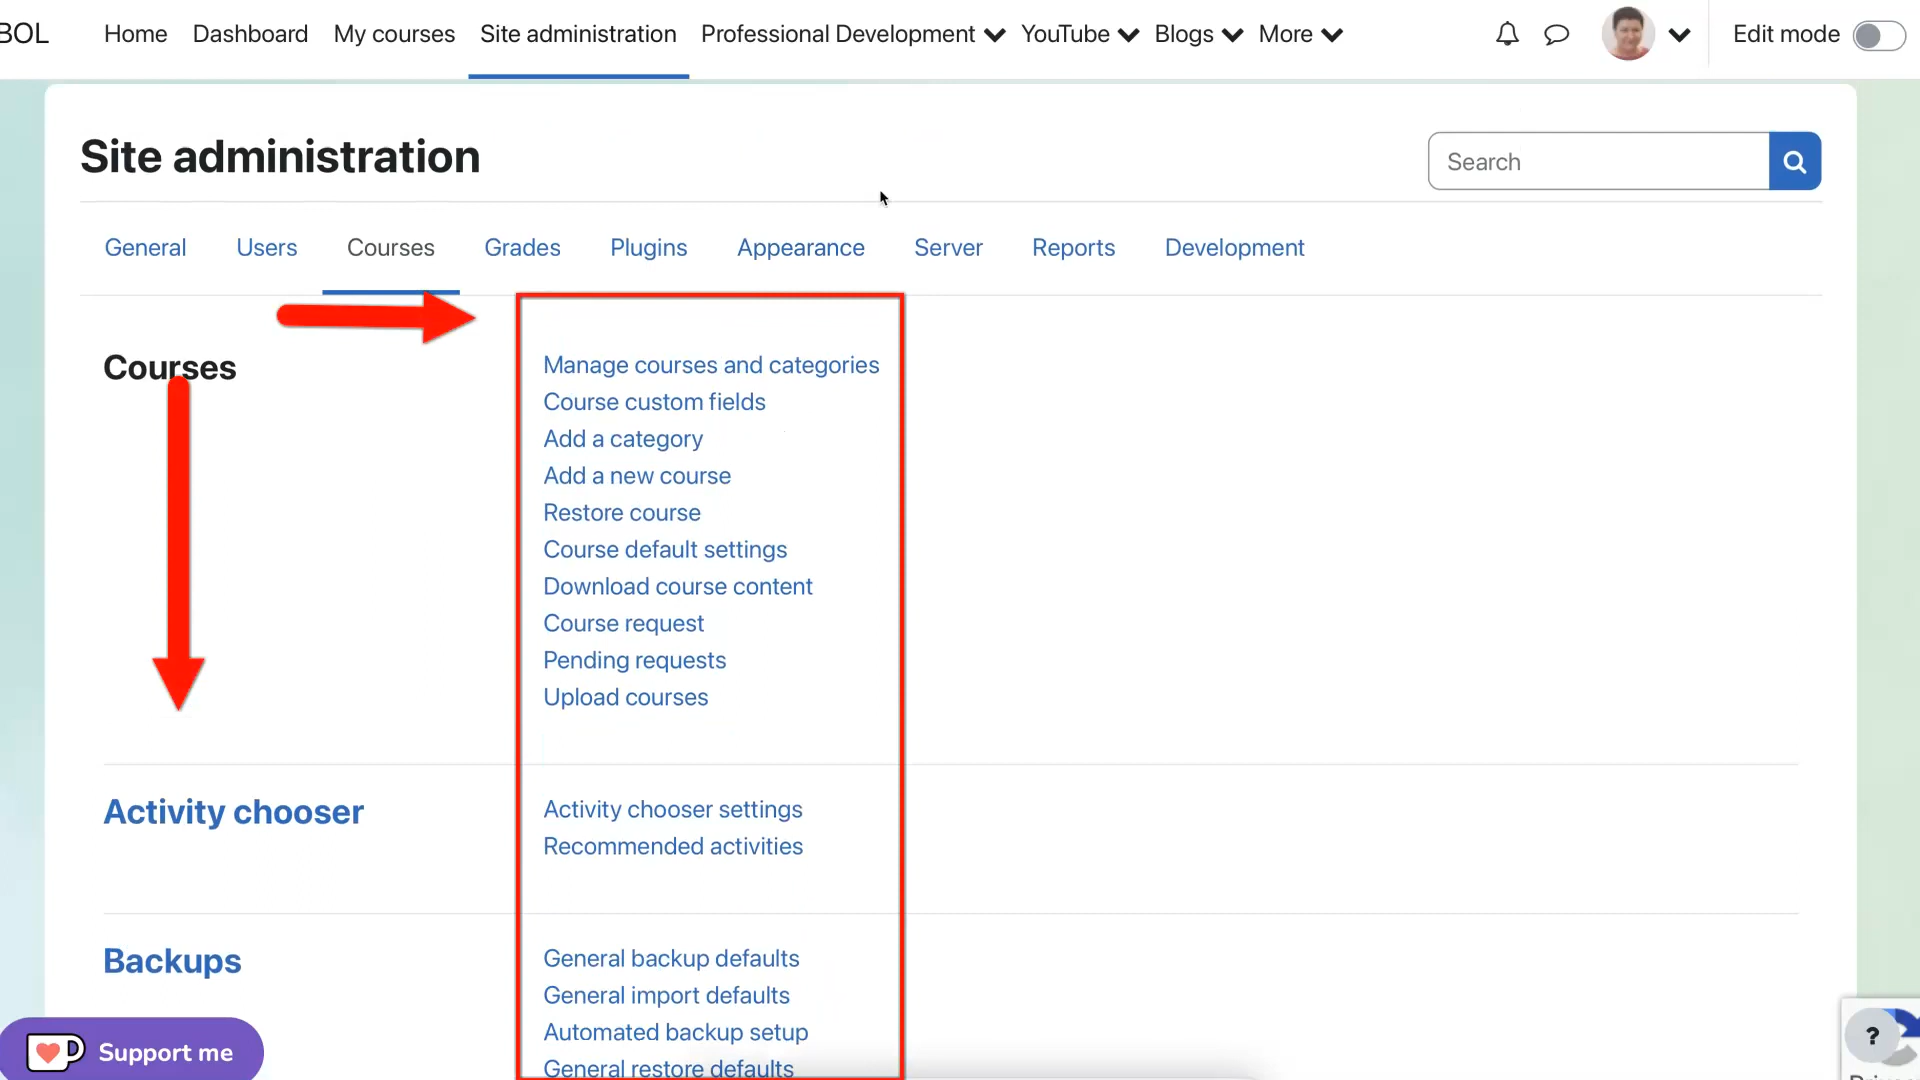 BOL Home Dashboard My courses Site administration Professional Development YouTube Blogs More Edit mode
Site administration
Search
General Users Courses Grades Plugins Appearance Server Reports Development
Courses
Manage courses and categories
Course custom fields
Add a category
Add a new course
Restore course
Course default settings
Download course content
Course request
Pending requests
Upload courses
Activity chooser
Activity chooser settings
Recommended activities
Backups
General backup defaults
General import defaults
Automated backup setup
General restore defaults
Support me
?